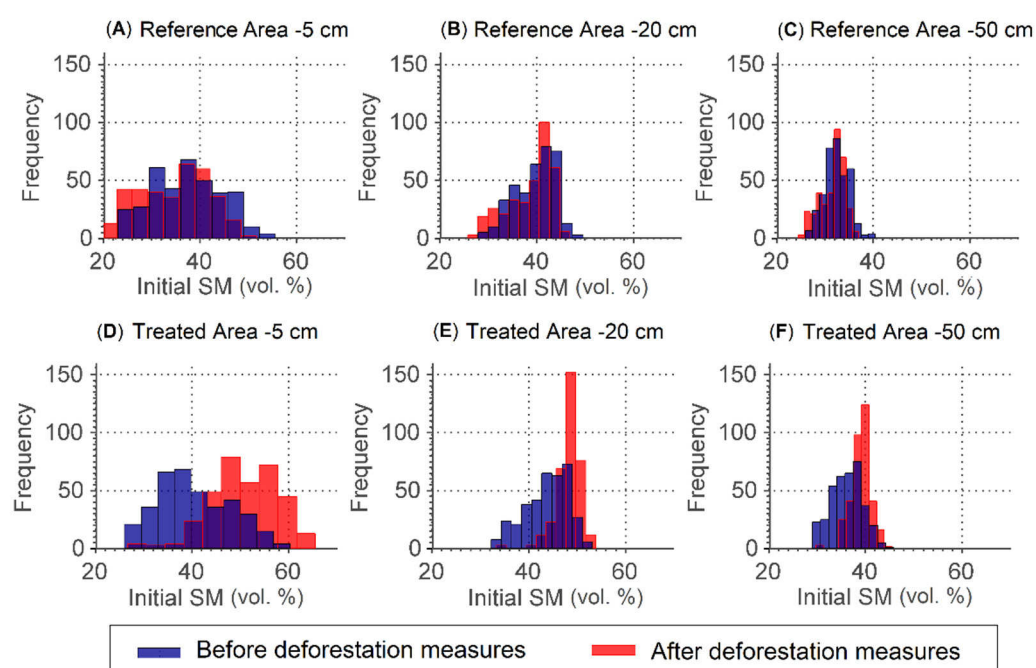 (A) Reference Area -5 cm
(B) Reference Area -20 cm
(C) Reference Area -50 cm
150
100
50
0
Frequency
20 40 60
Initial SM (vol. %)
150
100
50
0
Frequency
20 40 60
Initial SM (vol. %)
150
100
50
0
Frequency
20 40 60
Initial SM (vol. %)
(D) Treated Area -5 cm
(E) Treated Area -20 cm
(F) Treated Area -50 cm
150
100
50
0
Frequency
20 40 60
Initial SM (vol. %)
150
100
50
0
Frequency
20 40 60
Initial SM (vol. %)
150
100
50
0
Frequency
20 40 60
Initial SM (vol. %)
Before deforestation measures
After deforestation measures